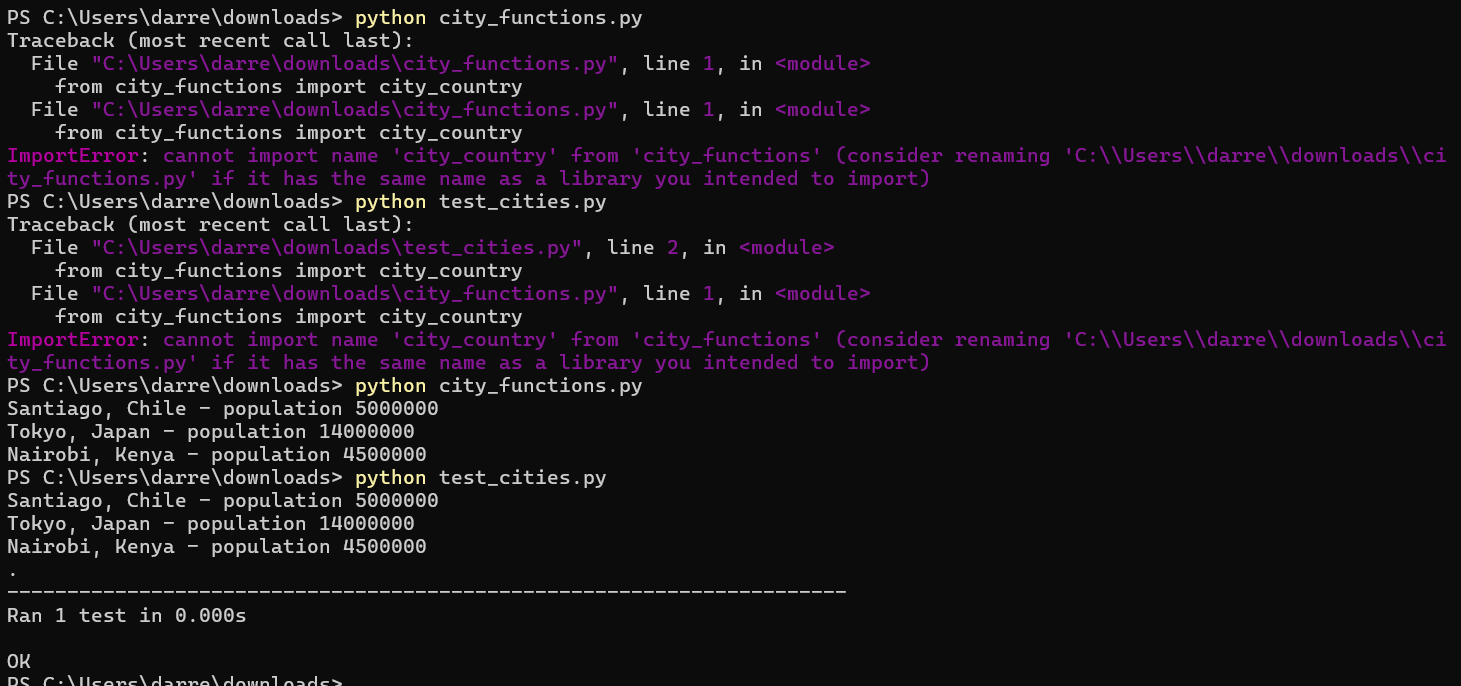 PS C:\Users\darre\downloads> python city_functions.py
Traceback (most recent call last):
  File "C:\Users\darre\downloads\city_functions.py", line 1, in <module>
    from city_functions import city_country
  File "C:\Users\darre\downloads\city_functions.py", line 1, in <module>
    from city_functions import city_country
ImportError: cannot import name 'city_country' from 'city_functions' (consider renaming 'C:\\Users\\darre\\downloads\\ci
ty_functions.py' if it has the same name as a library you intended to import)
PS C:\Users\darre\downloads> python test_cities.py
Traceback (most recent call last):
  File "C:\Users\darre\downloads\test_cities.py", line 2, in <module>
    from city_functions import city_country
  File "C:\Users\darre\downloads\city_functions.py", line 1, in <module>
    from city_functions import city_country
ImportError: cannot import name 'city_country' from 'city_functions' (consider renaming 'C:\\Users\\darre\\downloads\\ci
ty_functions.py' if it has the same name as a library you intended to import)
PS C:\Users\darre\downloads> python city_functions.py
Santiago, Chile - population 5000000
Tokyo, Japan - population 14000000
Nairobi, Kenya - population 4500000
PS C:\Users\darre\downloads> python test_cities.py
Santiago, Chile - population 5000000
Tokyo, Japan - population 14000000
Nairobi, Kenya - population 4500000
.
----------------------------------------------------------------------
Ran 1 test in 0.000s

OK
PS C:\Users\darre\downloads>